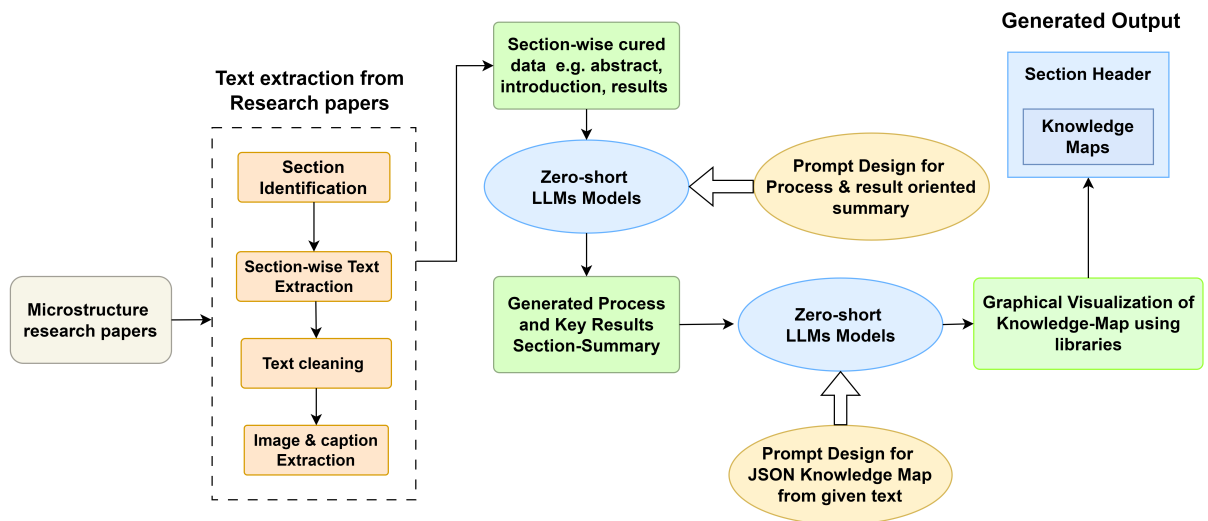 Microstructure
research papers
Text extraction from
Research papers
Section
Identification
Section-wise Text
Extraction
Text cleaning
Image & caption
Extraction
Section-wise cured
data e.g. abstract,
introduction, results
Zero-short
LLMs Models
Prompt Design for
Process & result oriented
summary
Generated Process
and Key Results
Section-Summary
Zero-short
LLMs Models
Prompt Design for
JSON Knowledge Map
from given text
Graphical Visualization of
Knowledge-Map using
libraries
Generated Output
Section Header
Knowledge
Maps